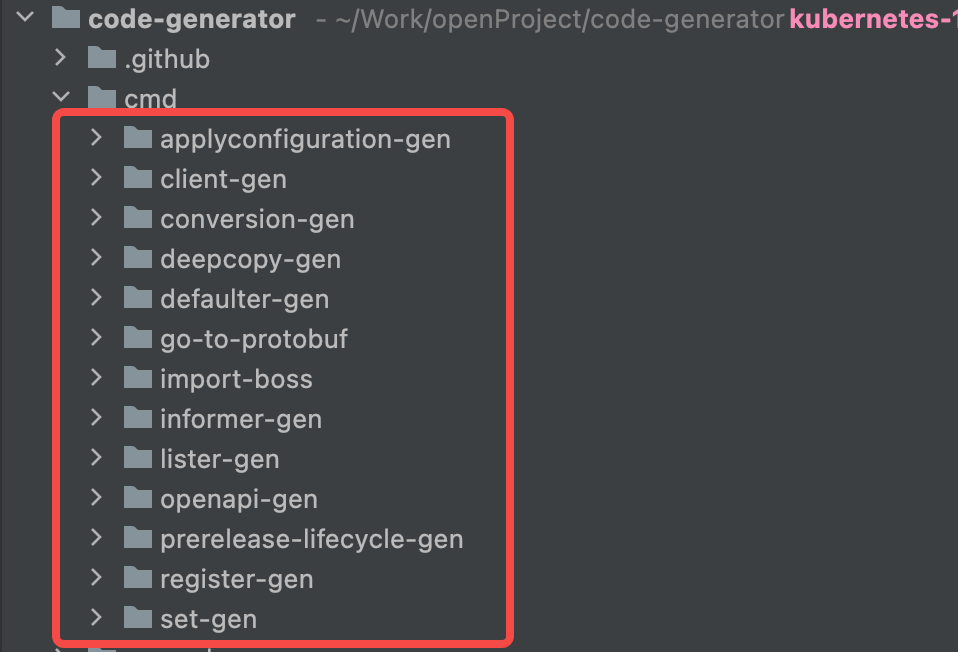 code-generator - ~/Work/openProject/code-generator kubernetes-1
.github
cmd
applyconfiguration-gen
client-gen
conversion-gen
deepcopy-gen
defaulter-gen
go-to-protobuf
import-boss
informer-gen
lister-gen
openapi-gen
prerelease-lifecycle-gen
register-gen
set-gen